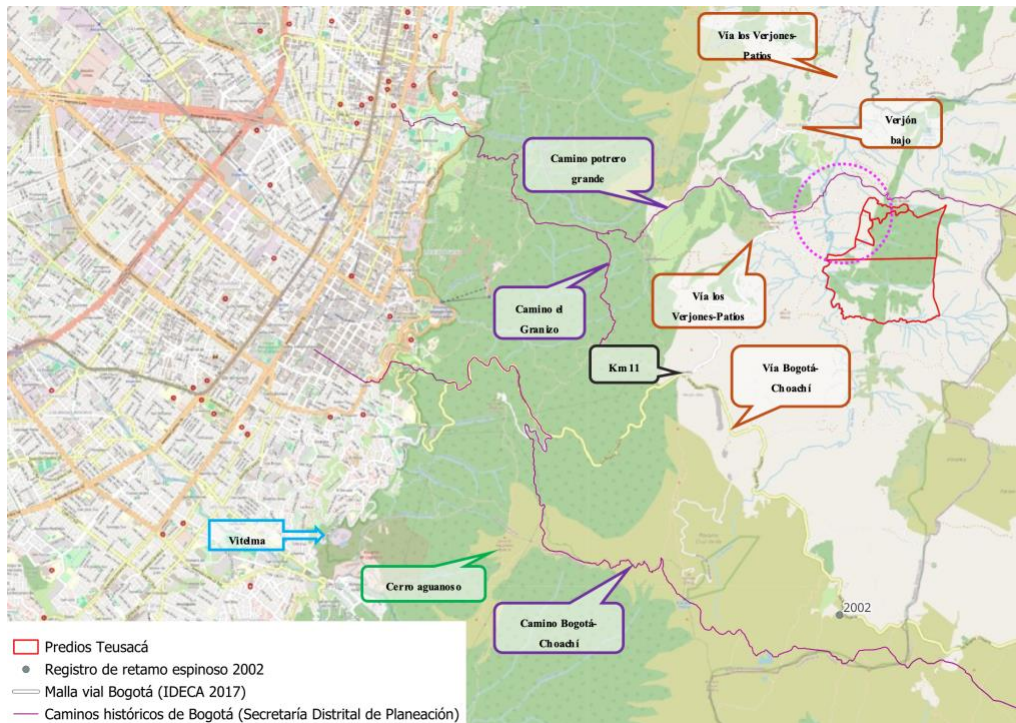 Vía los Verjones-
Patios
Verjón
bajo
Camino potrero
grande
Camino el
Granizo
Vía los
Verjones-Patios
Km 11
Vía Bogotá-
Choachí
Vitelma
Cerro aguanoso
Camino Bogotá-
Choachí
2002
Predios Teusacá
Registro de retamo espinoso 2002
Malla vial Bogotá (IDECA 2017)
Caminos históricos de Bogotá (Secretaría Distrital de Planeación)